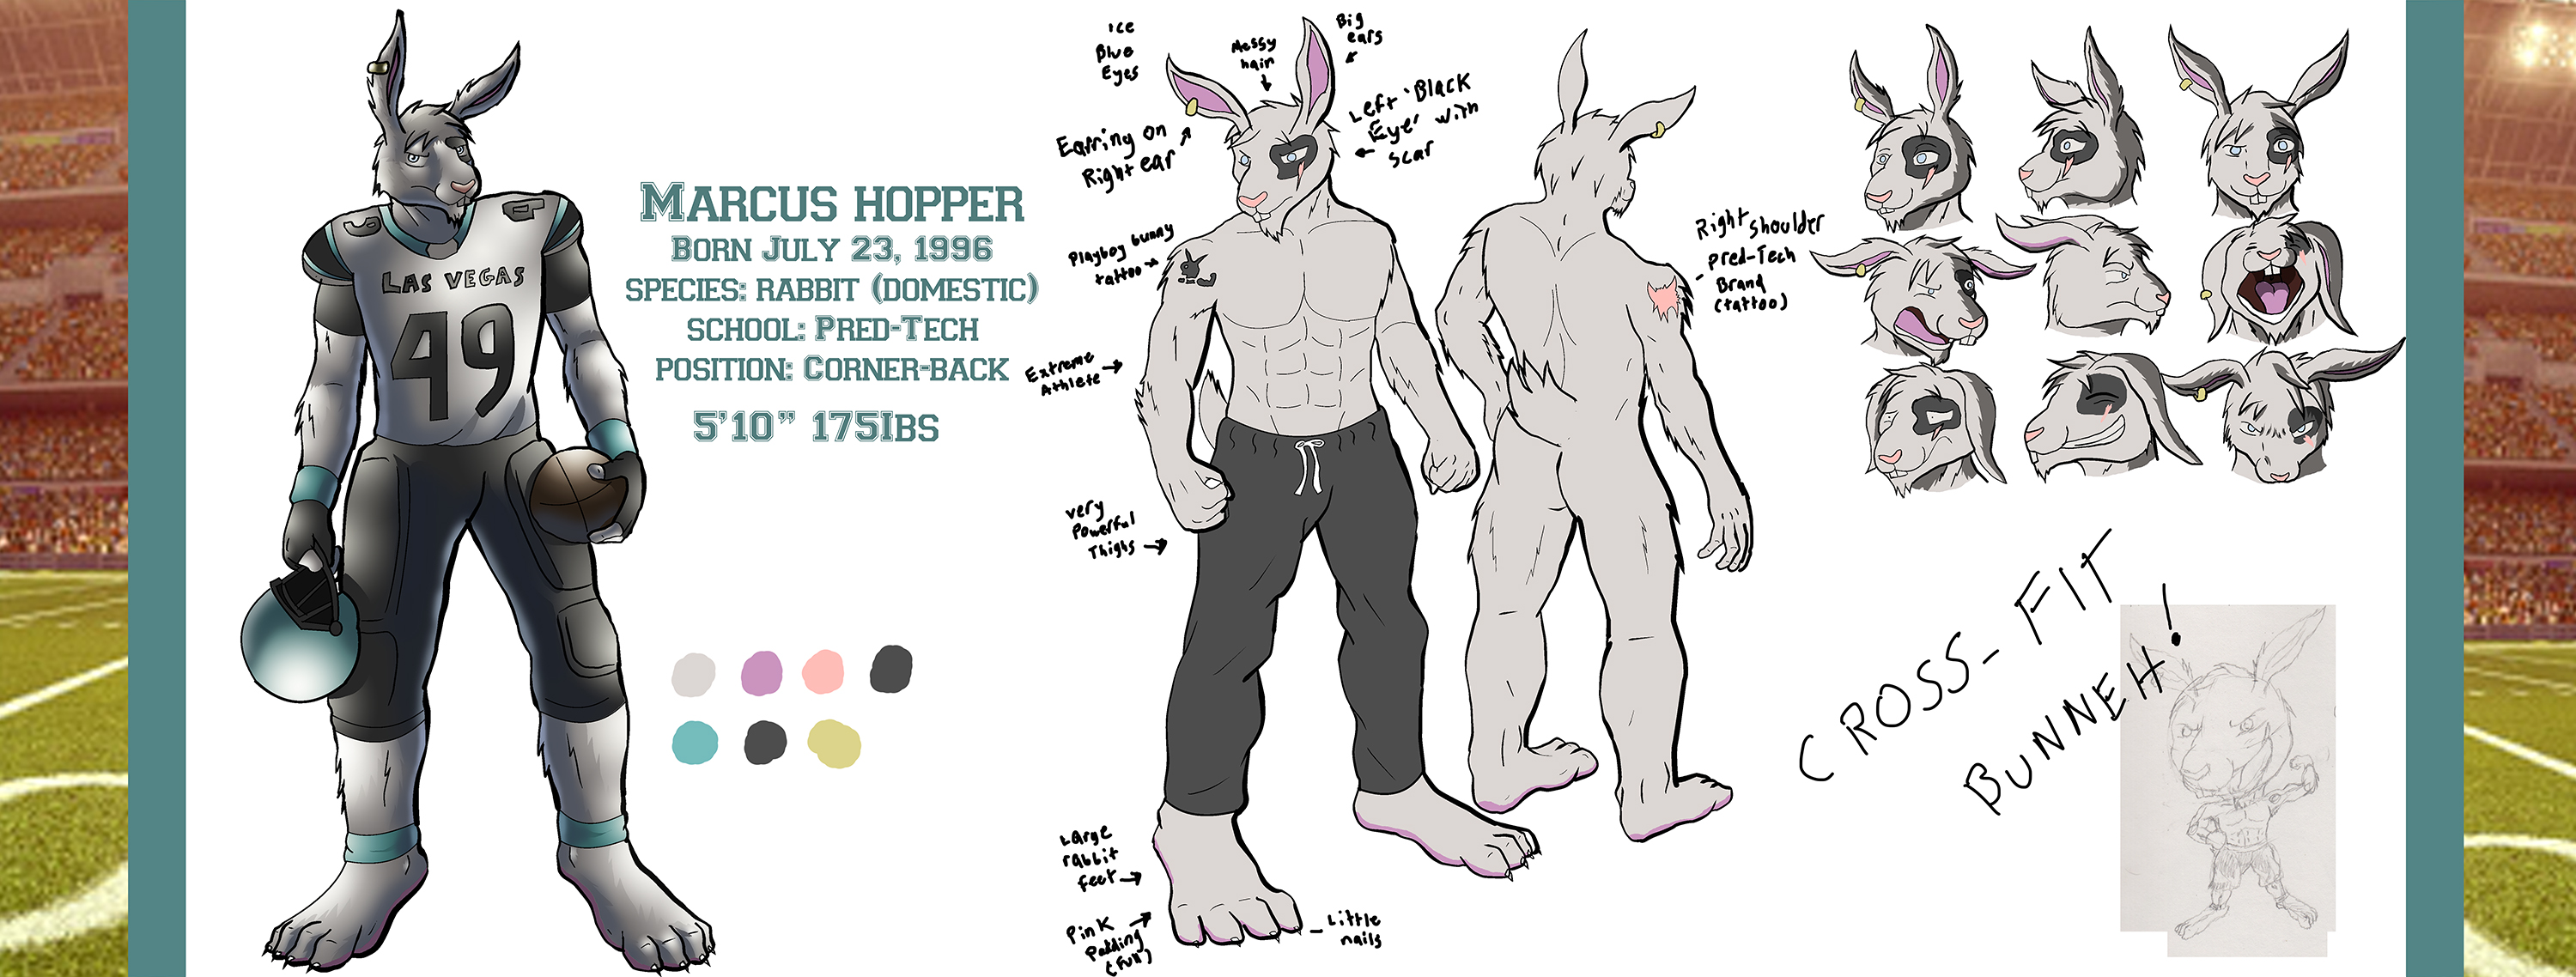 MARCUS HOPPER
BORN JULY 23, 1996
SPECIES: RABBIT (DOMESTIC)
SCHOOL: PRED-TECH
POSITION: CORNER-BACK
5'10" 175lBS
LAS VEGAS
49
ICE
Blue
Eyes
Messy
hair
Big
ears
Earring on
Right ear
Left 'Black
Eye' with
scar
Playboy bunny
tattoo
Extreme
Athlete
very
Powerful
Thighs
Large
rabbit
feet
Pink
Padding
(full)
Little
nails
Right shoulder
Pred-Tech
Brand
(tattoo)
CROSS-FIT
BUNNEH!